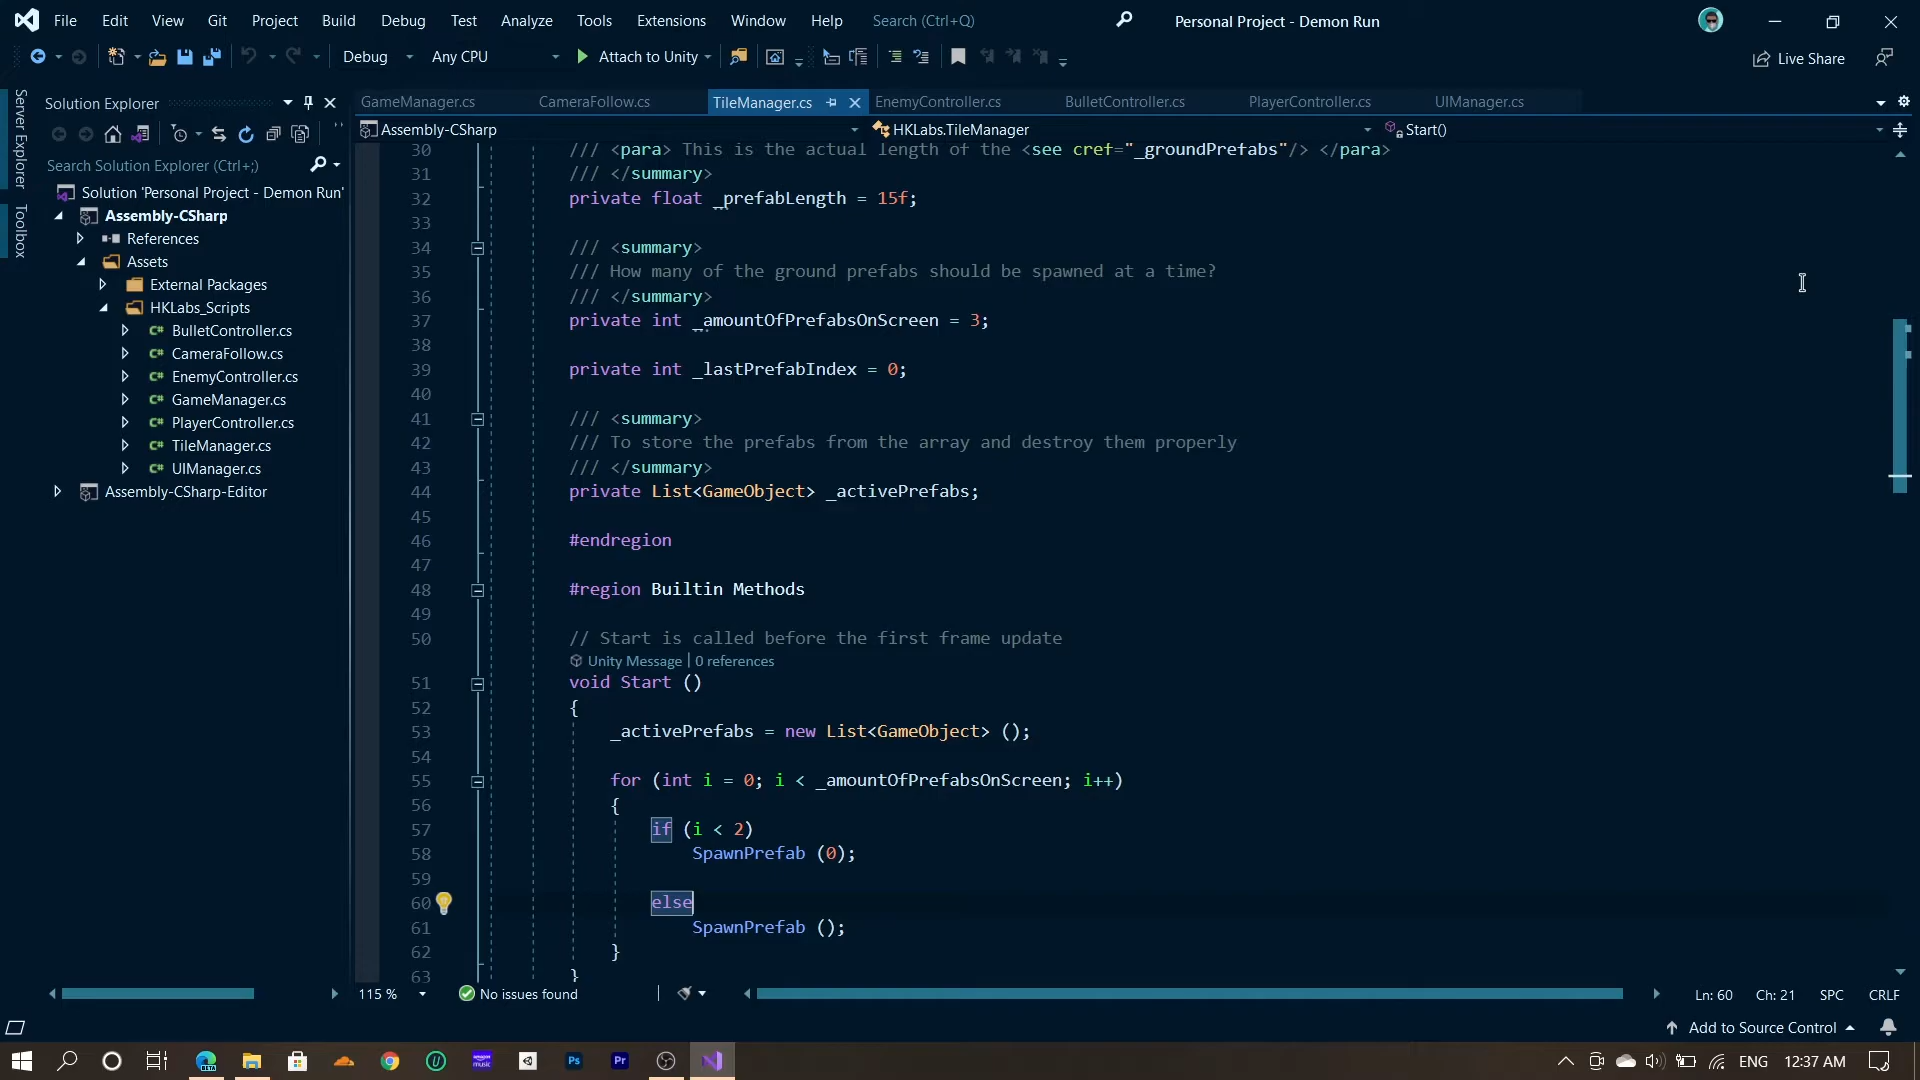 File Edit View Git Project Build Debug Test Analyze Tools Extensions Window Help Search (Ctrl+Q) Personal Project - Demon Run
Debug Any CPU Attach to Unity Live Share
Server Explorer
Toolbox
Solution Explorer
Search Solution Explorer (Ctrl+;)
Solution 'Personal Project - Demon Run'
Assembly-CSharp
References
Assets
External Packages
HKLabs_Scripts
C# BulletController.cs
C# CameraFollow.cs
C# EnemyController.cs
C# GameManager.cs
C# PlayerController.cs
C# TileManager.cs
C# UIManager.cs
Assembly-CSharp-Editor
GameManager.cs CameraFollow.cs TileManager.cs EnemyController.cs BulletController.cs PlayerController.cs UIManager.cs
Assembly-CSharp HKLabs.TileManager Start()
30 /// <para> This is the actual length of the <see cref="_groundPrefabs"/> </para>
31 /// </summary>
32 private float _prefabLength = 15f;
33
34 /// <summary>
35 /// How many of the ground prefabs should be spawned at a time?
36 /// </summary>
37 private int _amountOfPrefabsOnScreen = 3;
38
39 private int _lastPrefabIndex = 0;
40
41 /// <summary>
42 /// To store the prefabs from the array and destroy them properly
43 /// </summary>
44 private List<GameObject> _activePrefabs;
45
46 #endregion
47
48 #region Builtin Methods
49
50 // Start is called before the first frame update
Unity Message | 0 references
51 void Start ()
52 {
53 _activePrefabs = new List<GameObject> ();
54
55 for (int i = 0; i < _amountOfPrefabsOnScreen; i++)
56 {
57 if (i < 2)
58 SpawnPrefab (0);
59
60 else
61 SpawnPrefab ();
62 }
63 }
115 % No issues found Ln: 60 Ch: 21 SPC CRLF
Add to Source Control
BETA amazon music Ps Pr ENG 12:37 AM